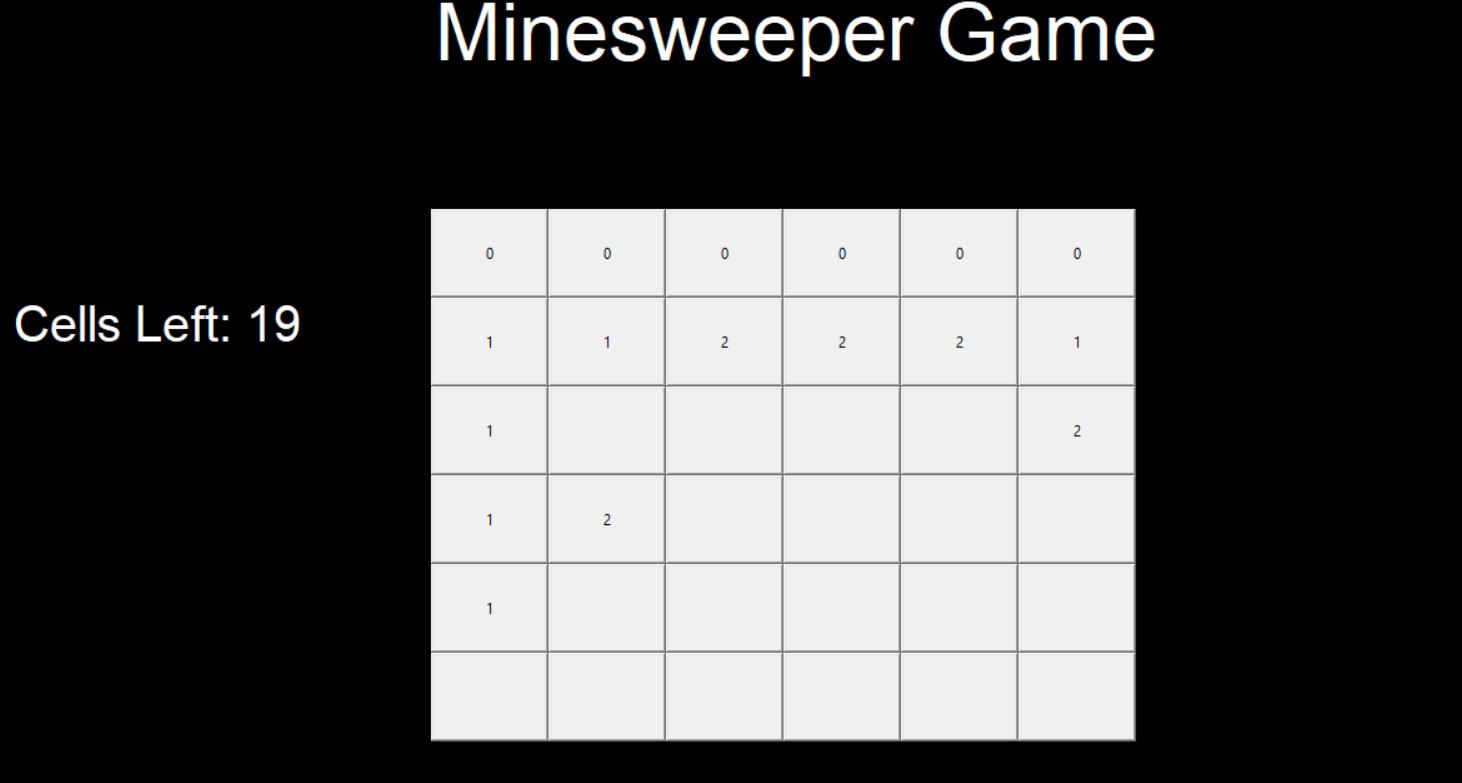 Minesweeper Game
Cells Left: 19
0 0 0 0 0 0
1 1 2 2 2 1
1 2
1 2
1